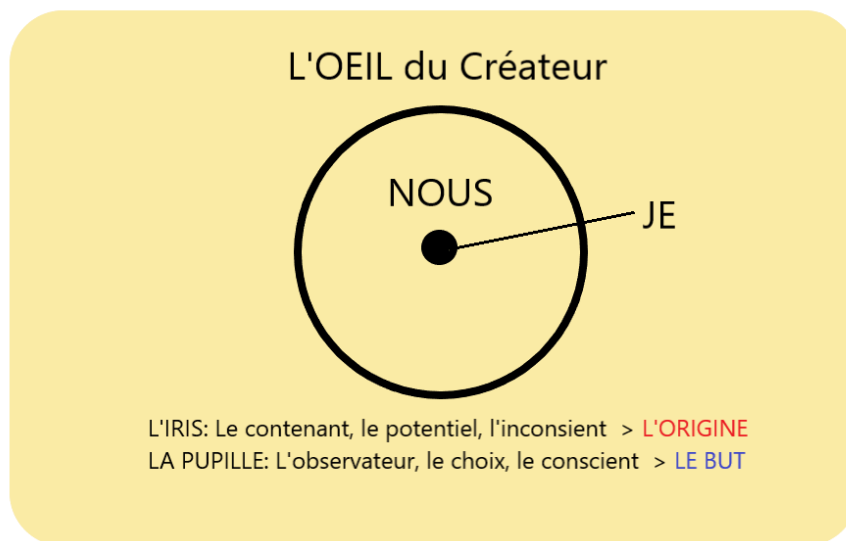 L'OEIL du Créateur
NOUS
JE
L'IRIS: Le contenant, le potentiel, l'inconsient > L'ORIGINE
LA PUPILLE: L'observateur, le choix, le conscient > LE BUT